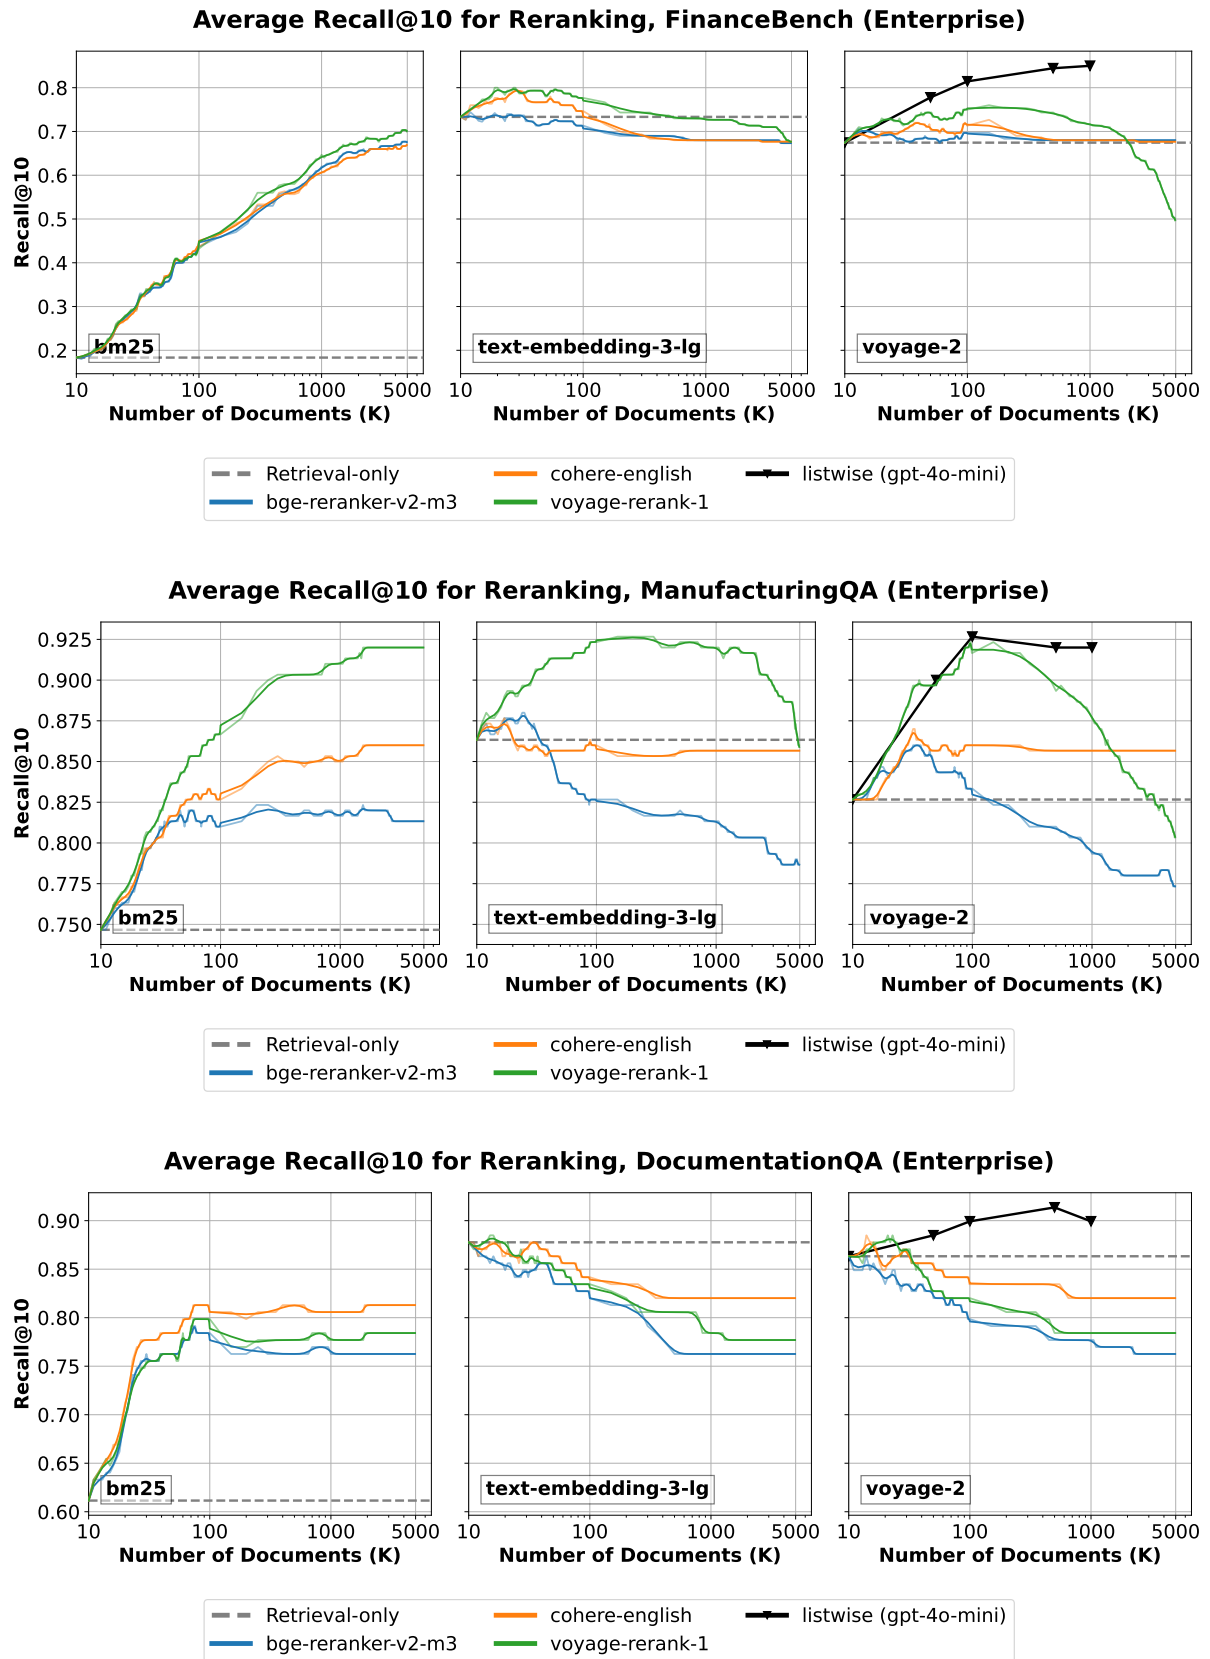 Average Recall@10 for Reranking, FinanceBench (Enterprise)
Recall@10
0.8
0.7
0.6
0.5
0.4
0.3
0.2
bm25
text-embedding-3-lg
voyage-2
10 100 1000 5000
10 100 1000 5000
10 100 1000 5000
Number of Documents (K)
Number of Documents (K)
Number of Documents (K)
Retrieval-only
cohere-english
listwise (gpt-4o-mini)
bge-reranker-v2-m3
voyage-rerank-1
Average Recall@10 for Reranking, ManufacturingQA (Enterprise)
Recall@10
0.925
0.900
0.875
0.850
0.825
0.800
0.775
0.750
bm25
text-embedding-3-lg
voyage-2
10 100 1000 5000
10 100 1000 5000
10 100 1000 5000
Number of Documents (K)
Number of Documents (K)
Number of Documents (K)
Retrieval-only
cohere-english
listwise (gpt-4o-mini)
bge-reranker-v2-m3
voyage-rerank-1
Average Recall@10 for Reranking, DocumentationQA (Enterprise)
Recall@10
0.90
0.85
0.80
0.75
0.70
0.65
0.60
bm25
text-embedding-3-lg
voyage-2
10 100 1000 5000
10 100 1000 5000
10 100 1000 5000
Number of Documents (K)
Number of Documents (K)
Number of Documents (K)
Retrieval-only
cohere-english
listwise (gpt-4o-mini)
bge-reranker-v2-m3
voyage-rerank-1